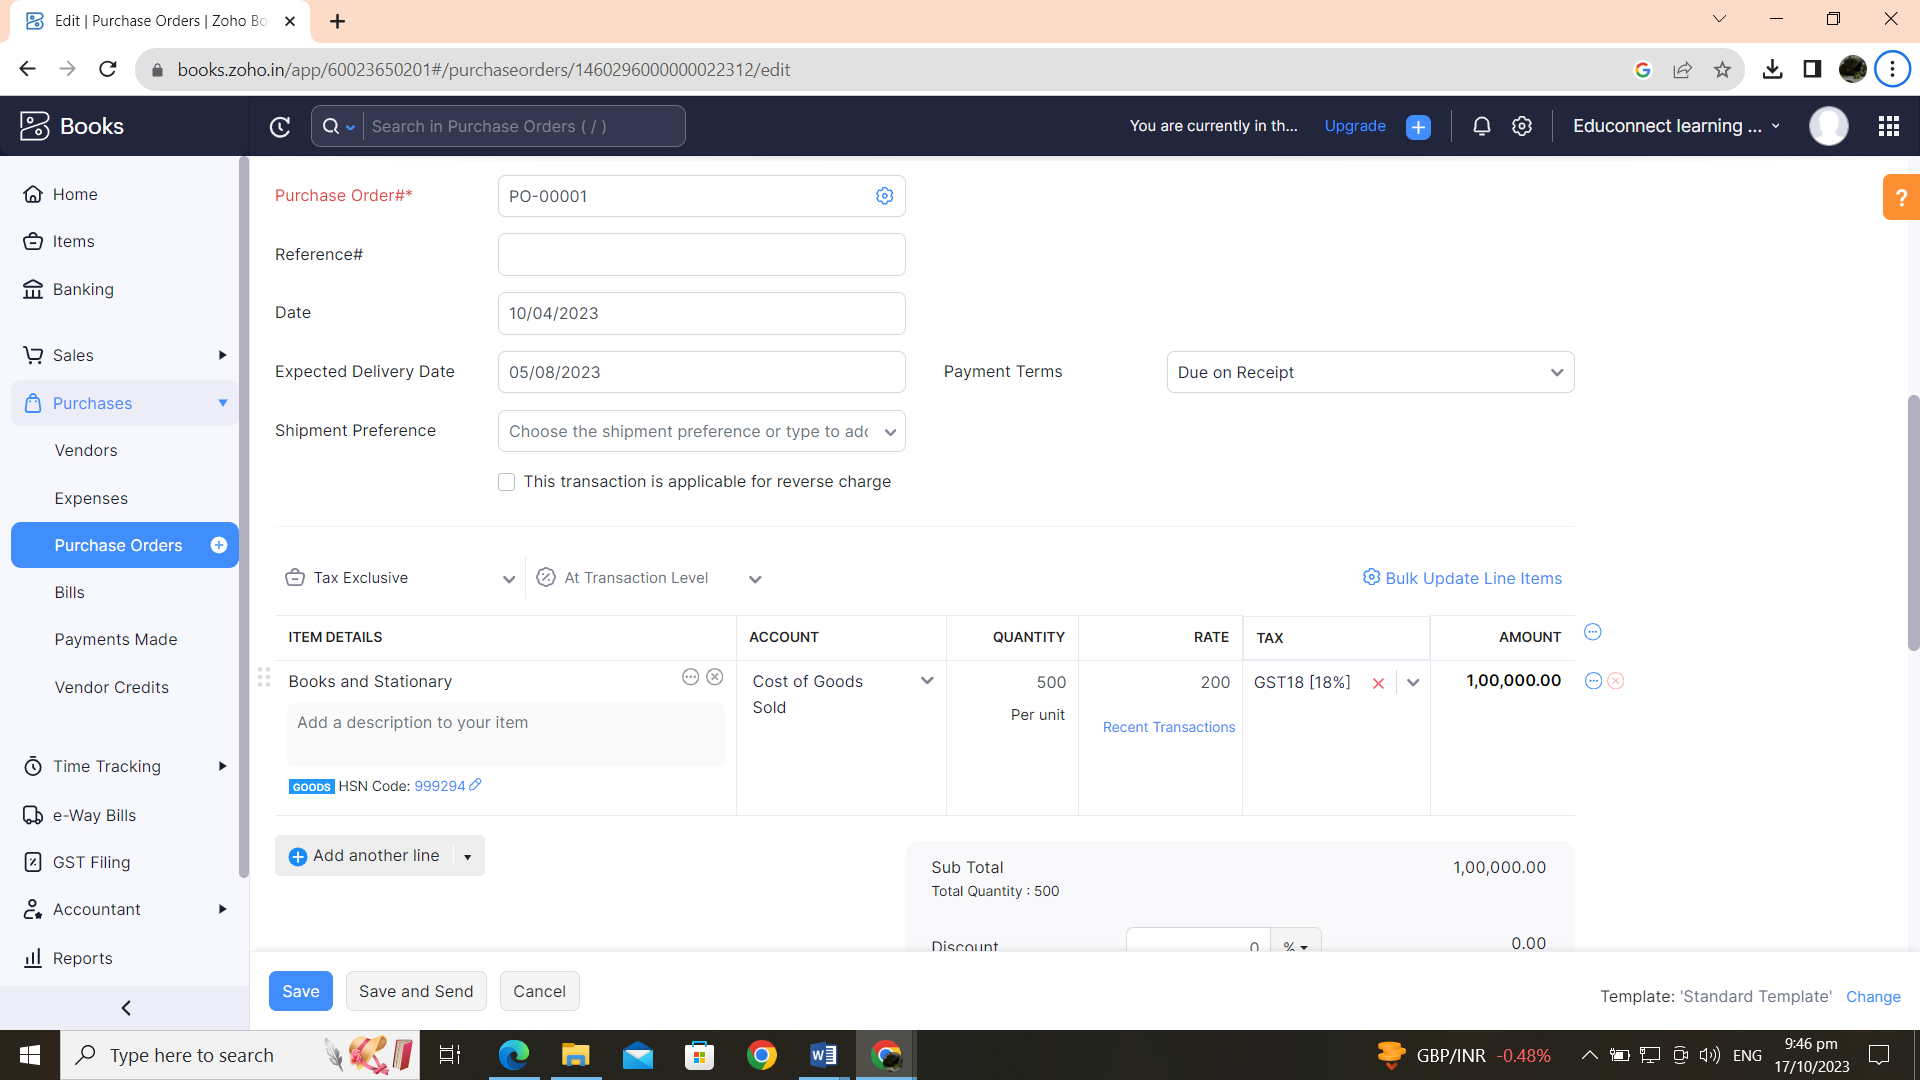 Edit | Purchase Orders | Zoho Bo
books.zoho.in/app/60023650201#/purchaseorders/1460296000000022312/edit
Books
Search in Purchase Orders ( / )
You are currently in th...
Upgrade
Educonnect learning ...
Home
Items
Banking
Sales
Purchases
Vendors
Expenses
Purchase Orders
Bills
Payments Made
Vendor Credits
Time Tracking
e-Way Bills
GST Filing
Accountant
Reports
?
Purchase Order#* PO-00001
Reference#
Date 10/04/2023
Expected Delivery Date 05/08/2023
Payment Terms Due on Receipt
Shipment Preference Choose the shipment preference or type to add
This transaction is applicable for reverse charge
Tax Exclusive At Transaction Level Bulk Update Line Items
ITEM DETAILS ACCOUNT QUANTITY RATE TAX AMOUNT
Books and Stationary Cost of Goods Sold 500 200 GST18 [18%] 1,00,000.00
Per unit
Add a description to your item
Recent Transactions
GOODS HSN Code: 999294
Add another line
Sub Total 1,00,000.00
Total Quantity : 500
Discount 0 % 0.00
Save Save and Send Cancel
Template: 'Standard Template' Change
Type here to search
GBP/INR -0.48%
ENG
9:46 pm
17/10/2023